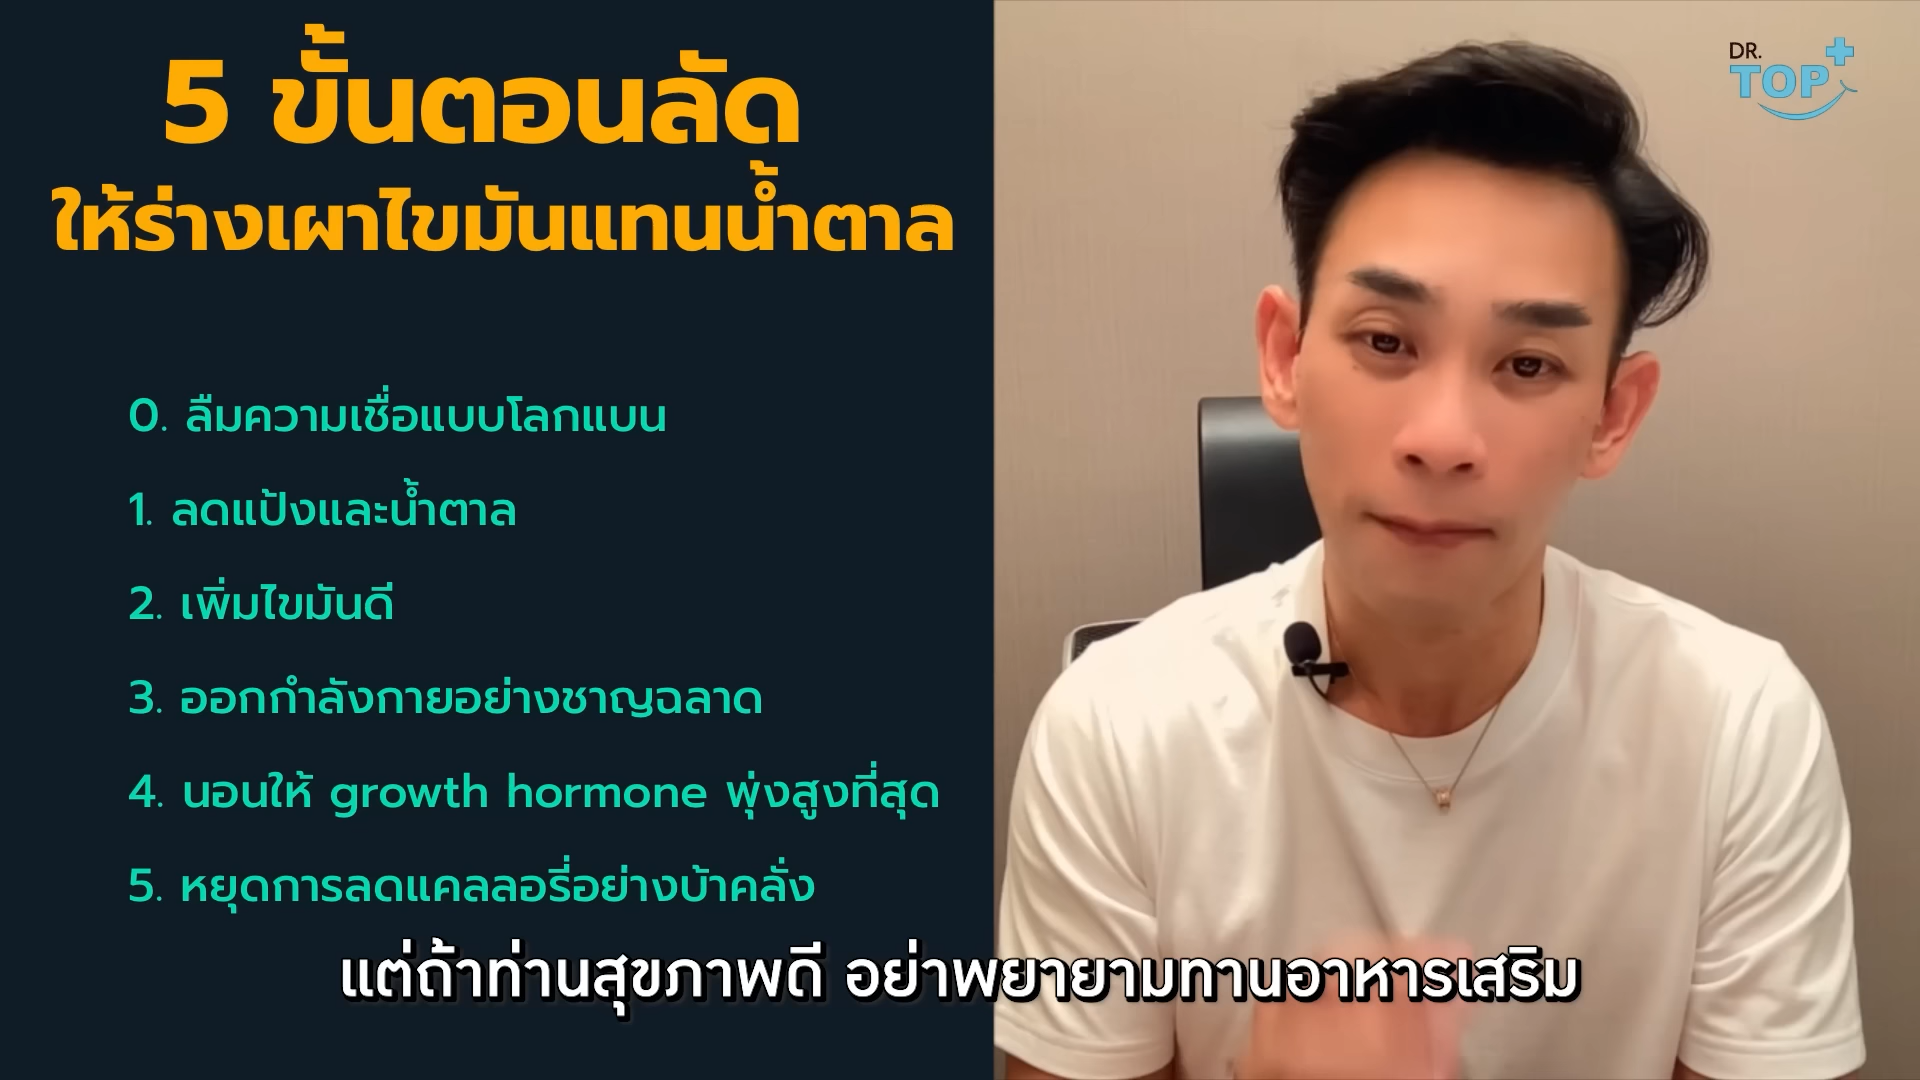 5 ขั้นตอนลัด
ให้ร่างเผาไขมันแทนน้ำตาล
0. ลืมความเชื่อแบบโลกแบน
1. ลดแป้งและน้ำตาล
2. เพิ่มไขมันดี
3. ออกกำลังกายอย่างชาญฉลาด
4. นอนให้ growth hormone พุ่งสูงที่สุด
5. หยุดการลดแคลลอรี่อย่างบ้าคลั่ง
DR.
TOP+
แต่ถ้าท่านสุขภาพดี อย่าพยายามทานอาหารเสริม